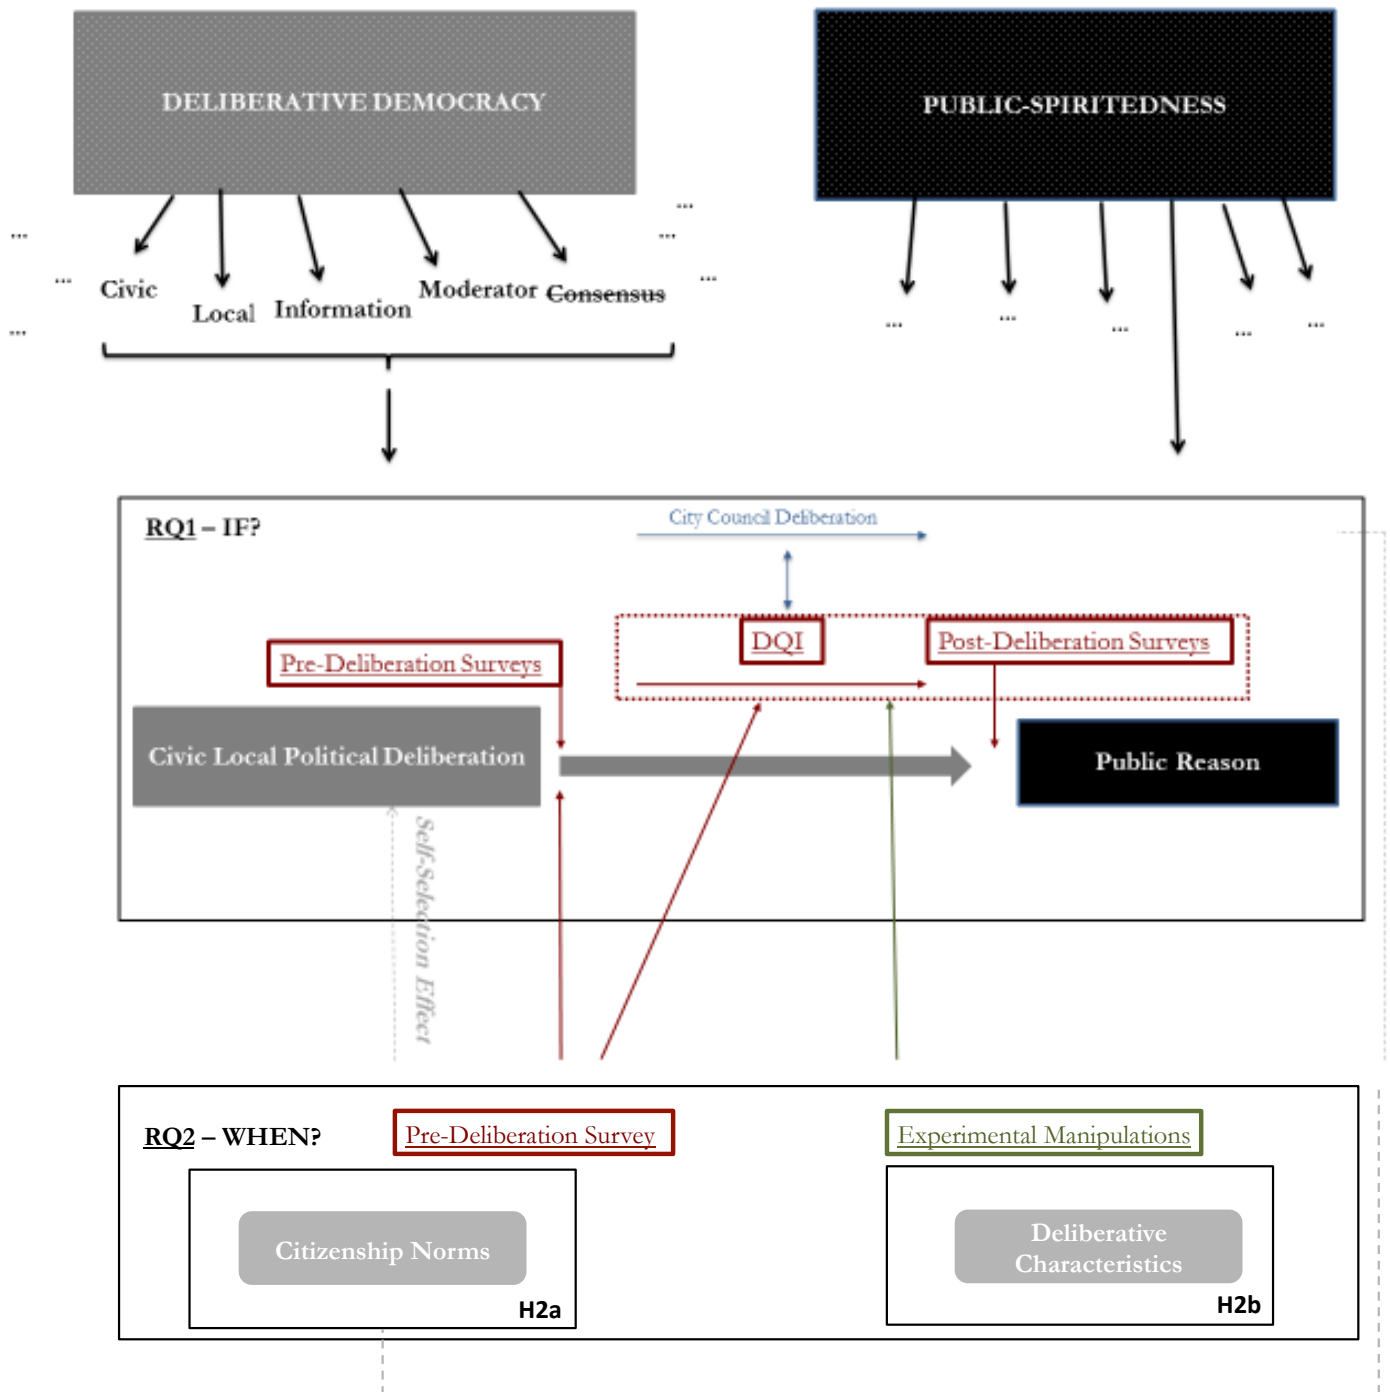 DELIBERATIVE DEMOCRACY
PUBLIC-SPIRITEDNESS
...
...
...
...
...
...
Civic
Local
Information
Moderator
Consensus
...
...
...
...
...
...
RQ1 – IF?
City Council Deliberation
DQI
Post-Deliberation Surveys
Pre-Deliberation Surveys
Civic Local Political Deliberation
Public Reason
Self-Selection Effect
RQ2 – WHEN?
Pre-Deliberation Survey
Experimental Manipulations
Citizenship Norms
H2a
Deliberative
Characteristics
H2b